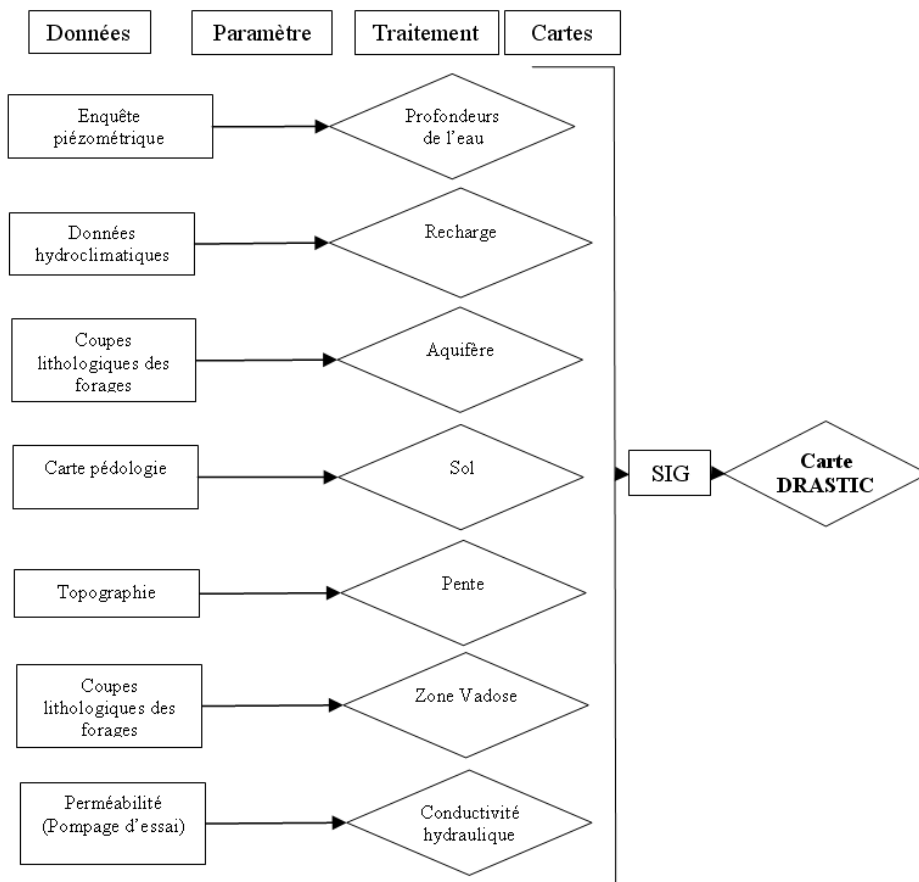 Données
Paramètre
Traitement
Cartes
Enquête
piézométrique
Profondeurs
de l'eau
Données
hydroclimatiques
Recharge
Coupes
lithologiques des
forages
Aquifère
Carte pédologie
Sol
SIG
Carte
DRASTIC
Topographie
Pente
Coupes
lithologiques des
forages
Zone Vadose
Perméabilité
(Pompage d'essai)
Conductivité
hydraulique